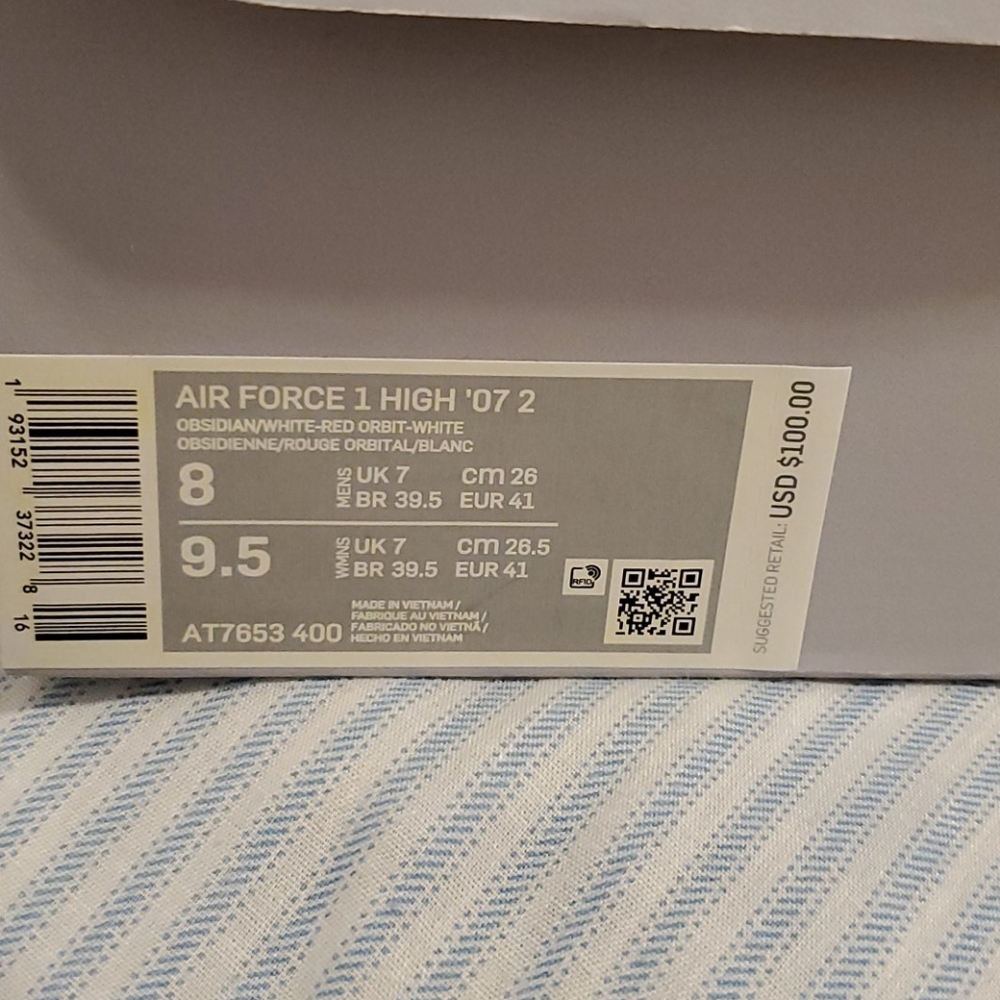 AIR FORCE 1 HIGH '07 2
OBSIDIAN/WHITE-RED ORBIT-WHITE
OBSIDIENNE/ROUGE ORBITAL/BLANC
8 MENS UK 7 cm 26
BR 39.5 EUR 41
9.5 WMNS UK 7 cm 26.5
BR 39.5 EUR 41
AT7653 400
MADE IN VIETNAM /
FABRIQUE AU VIETNAM /
FABRICADO NO VIETNÃ /
HECHO EN VIETNAM
RFID
SUGGESTED RETAIL: USD $100.00
1 93152 37322 8 16